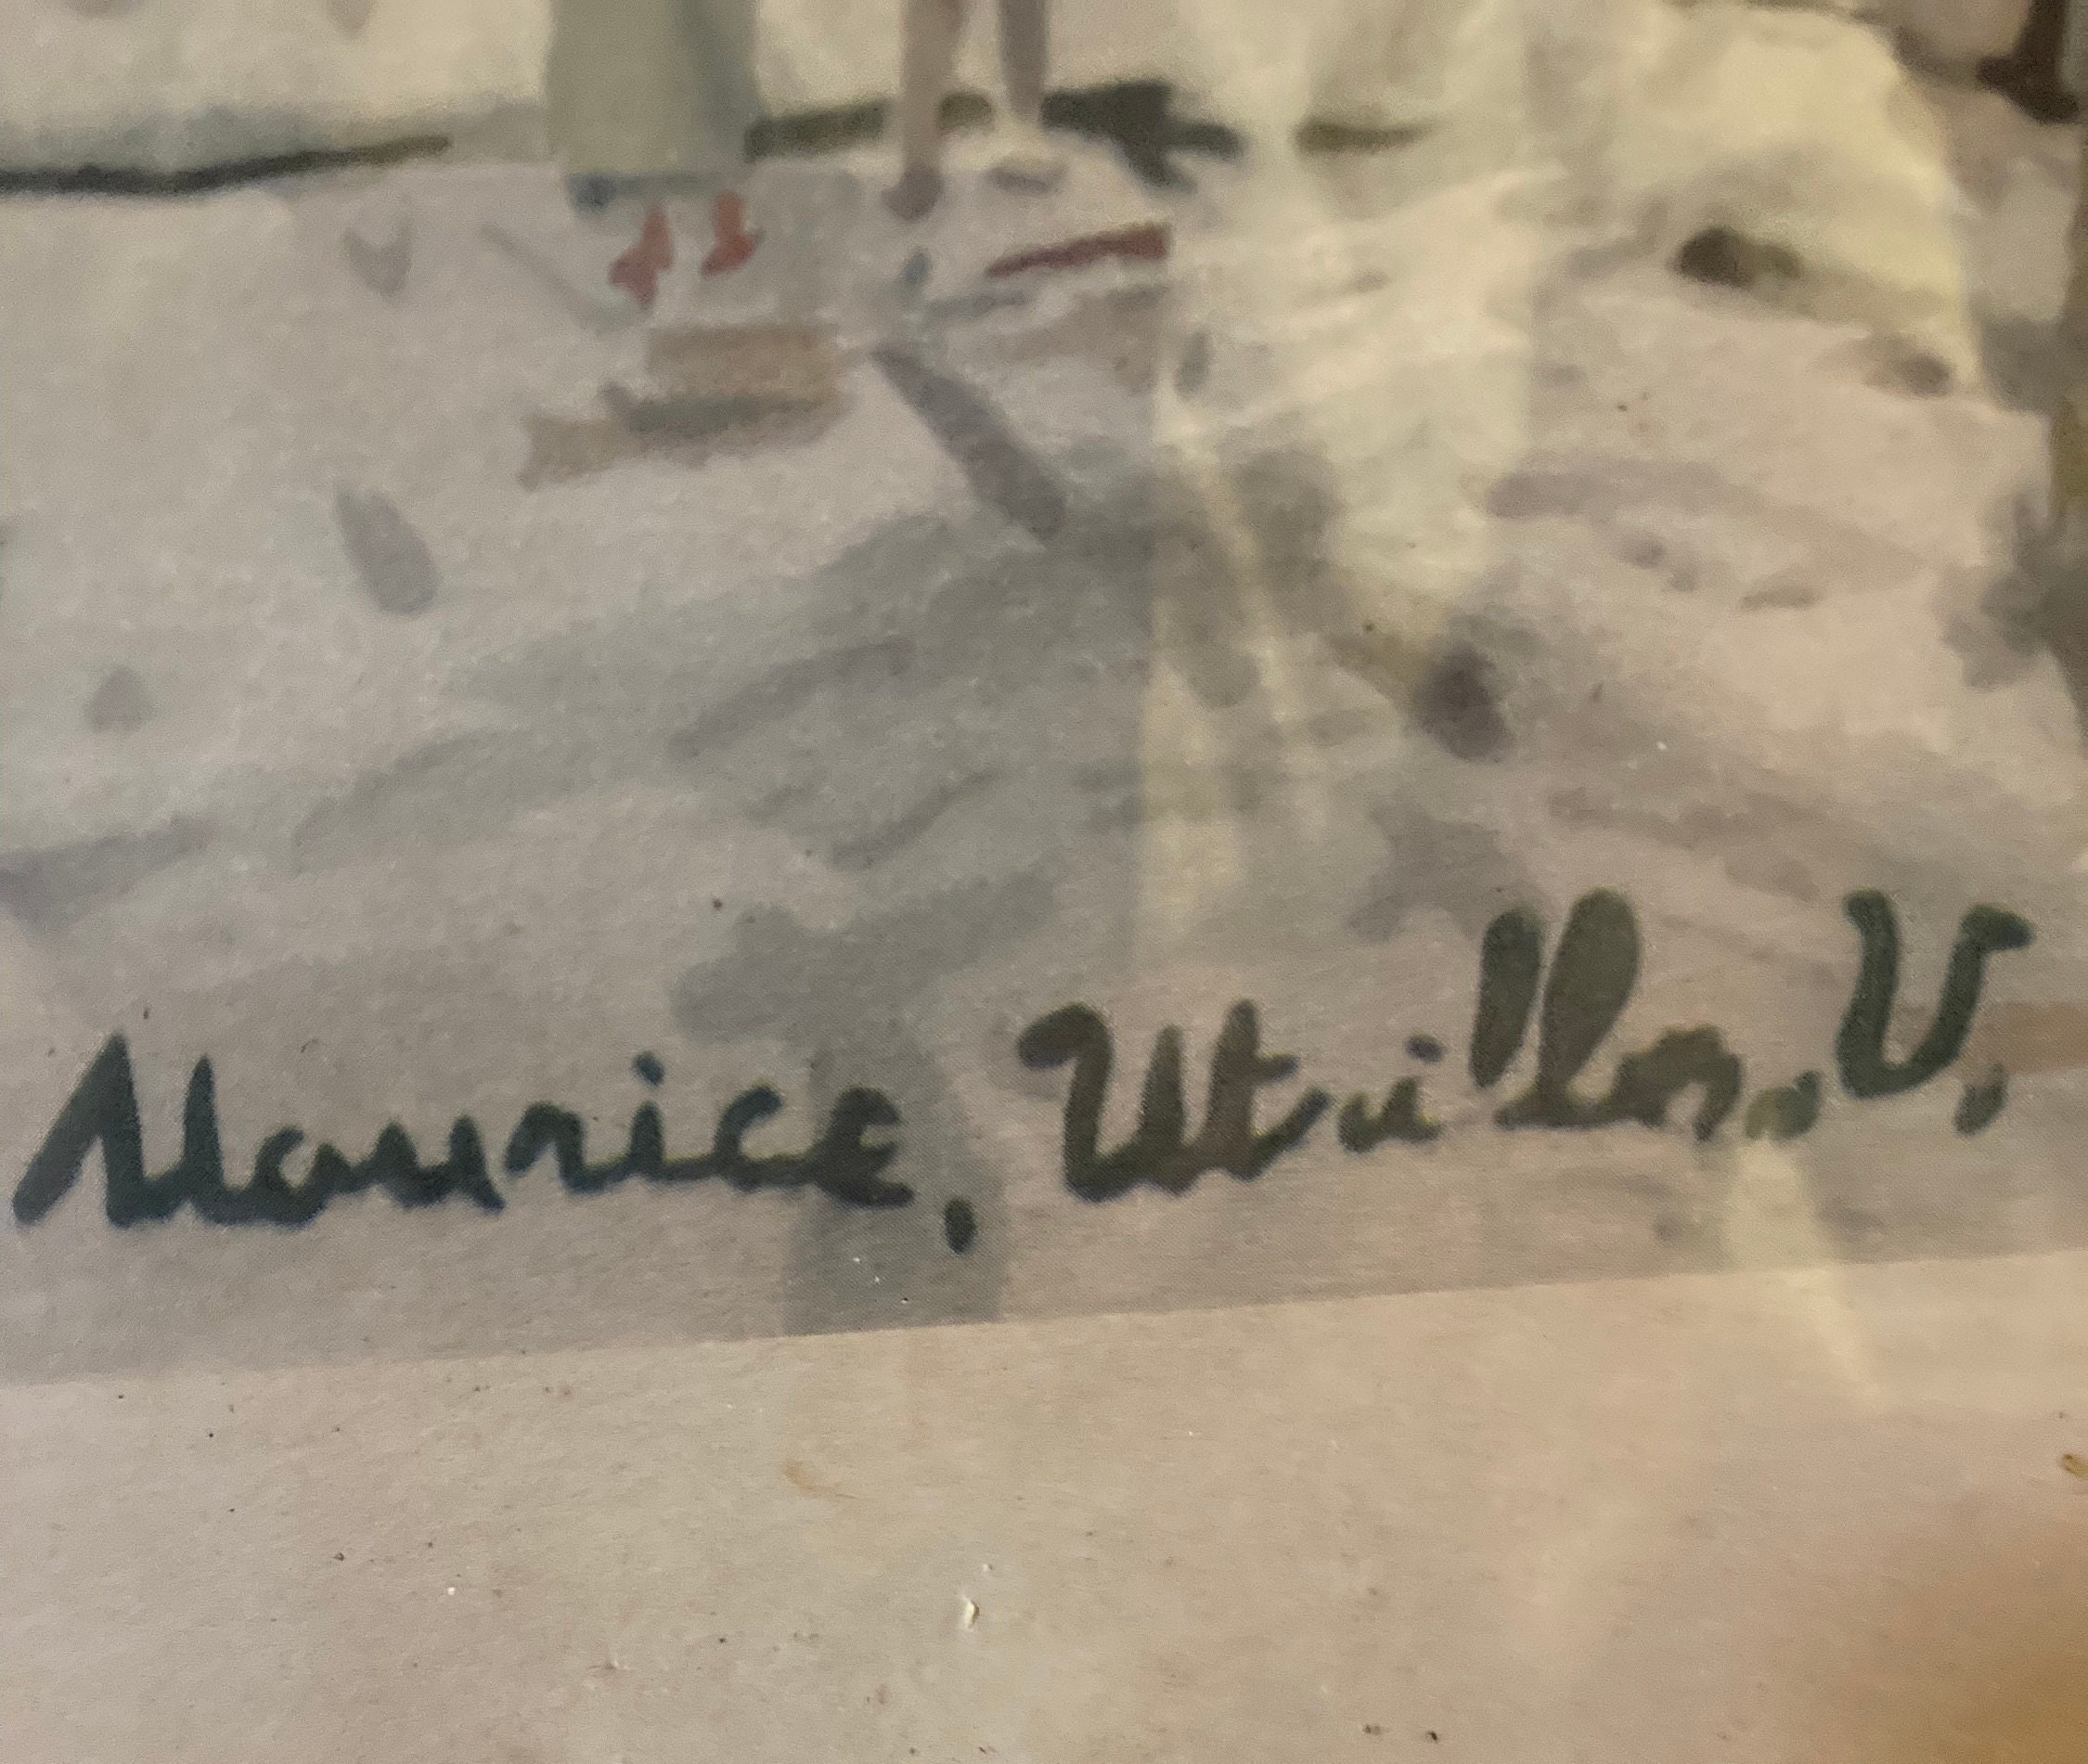 Maurice, Utrillo, V,